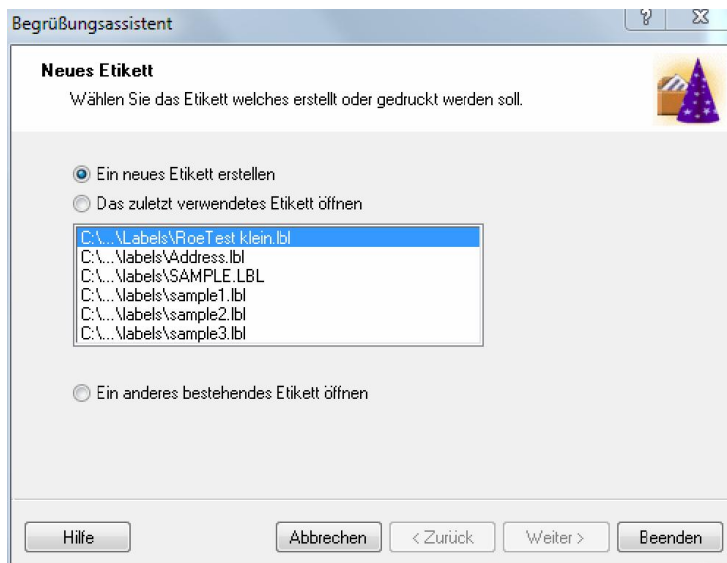 Begrüßungsassistent
Neues Etikett
Wählen Sie das Etikett welches erstellt oder gedruckt werden soll.
Ein neues Etikett erstellen
Das zuletzt verwendetes Etikett öffnen
C:\...\Labels\RoeTest klein.lbl
C:\...\labels\Address.lbl
C:\...\labels\SAMPLE.LBL
C:\...\labels\sample1.lbl
C:\...\labels\sample2.lbl
C:\...\labels\sample3.lbl
Ein anderes bestehendes Etikett öffnen
Hilfe Abbrechen < Zurück Weiter > Beenden